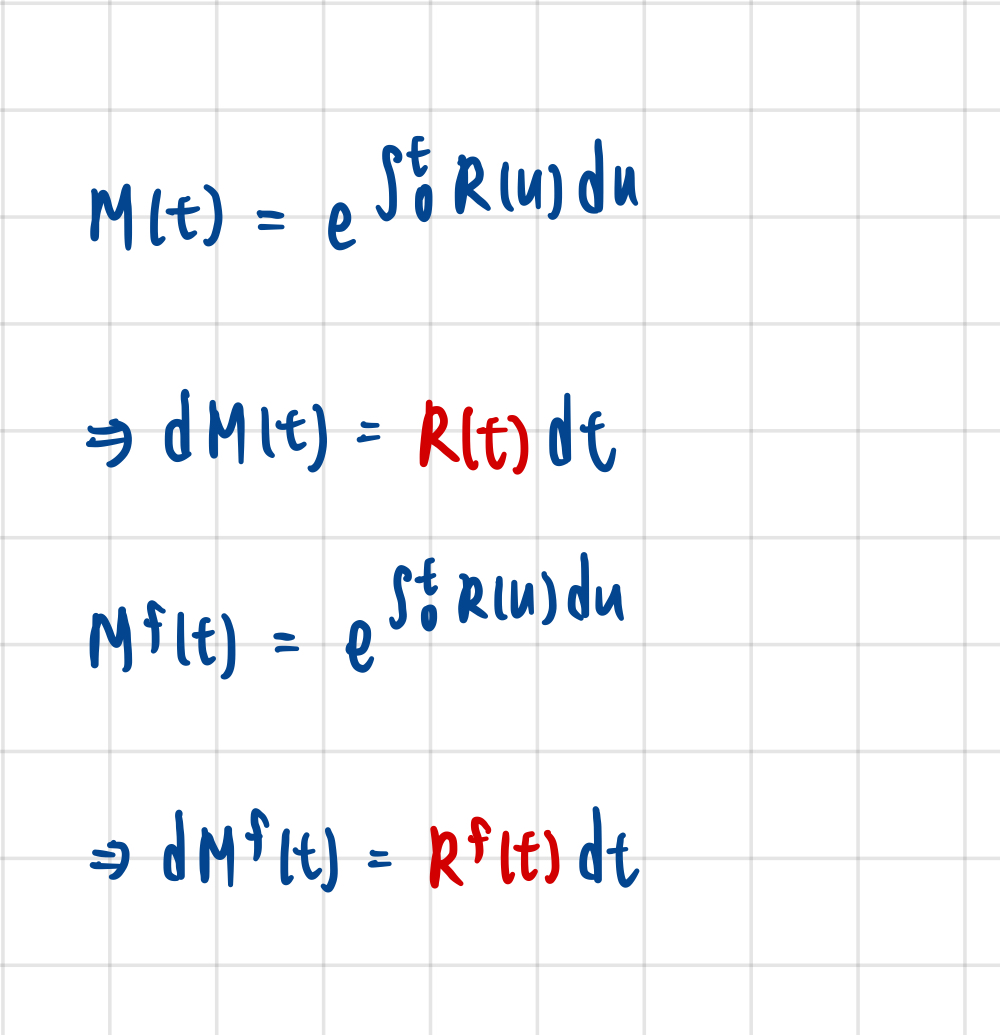 M(t) = e^{∫_0^t R(u) du}
⇒ dM(t) = R(t) dt
M^f(t) = e^{∫_0^t R(u) du}
⇒ dM^f(t) = R^f(t) dt